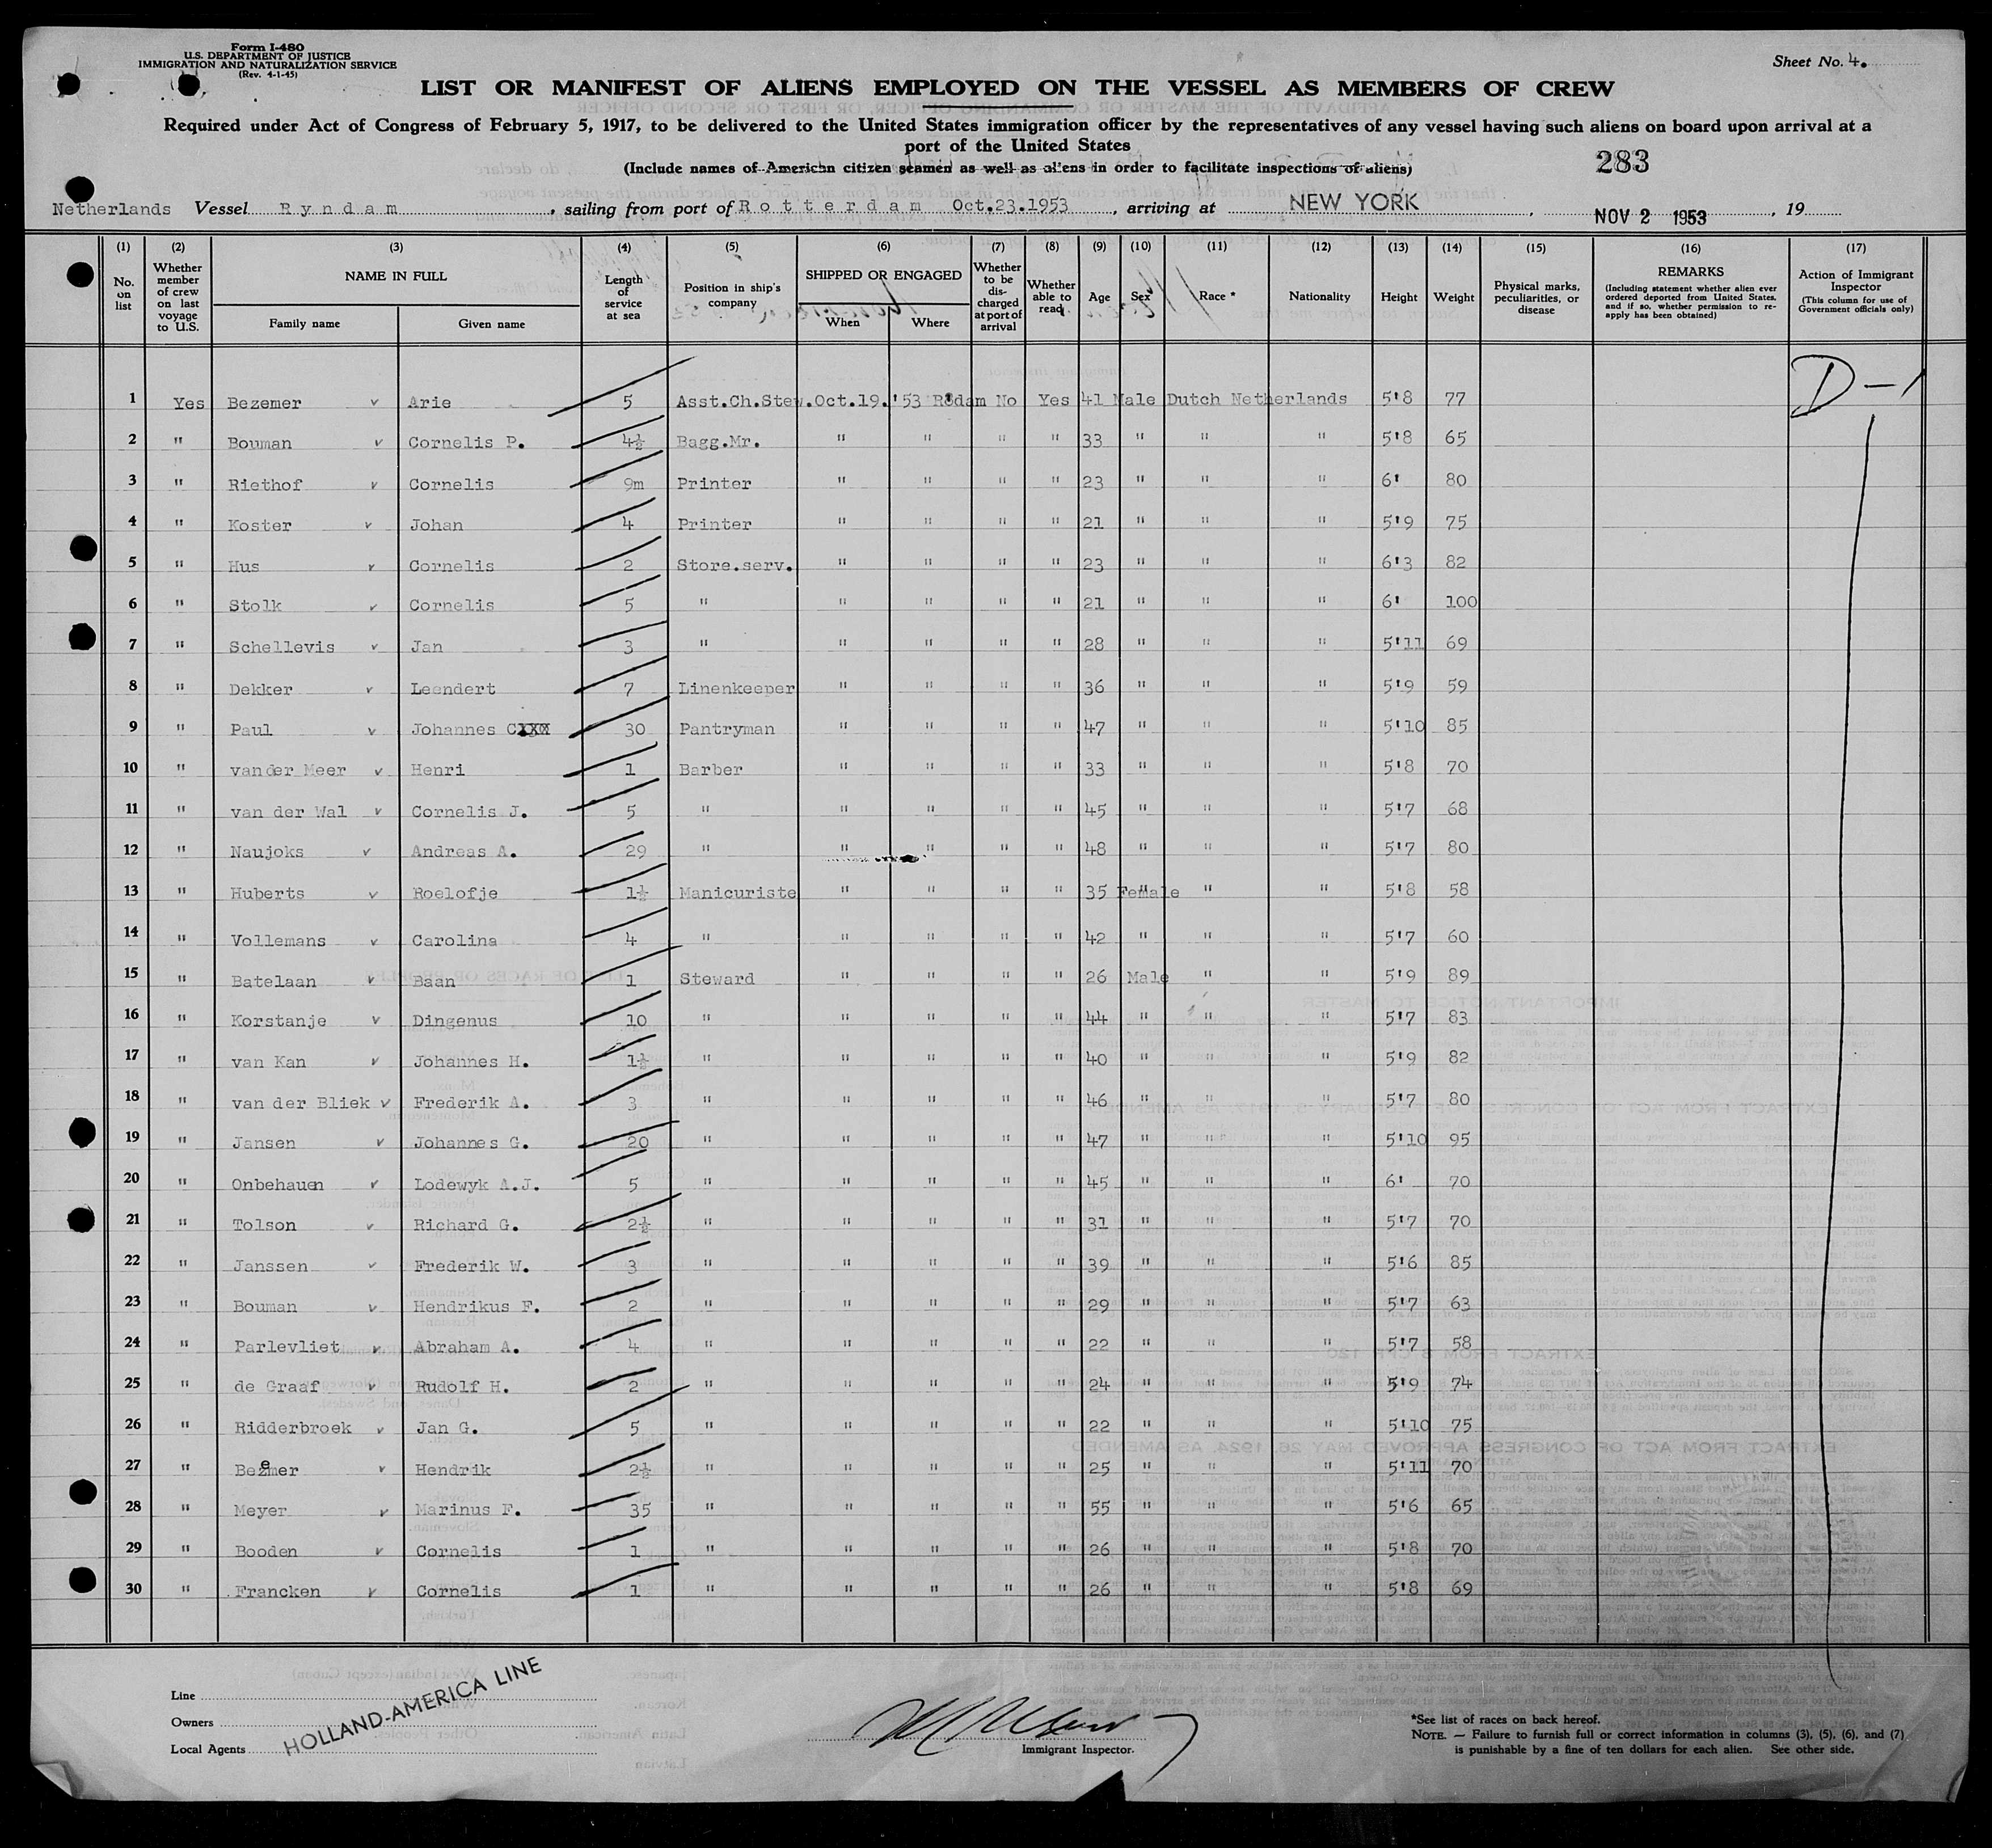 Form I-480
U.S. DEPARTMENT OF JUSTICE
IMMIGRATION AND NATURALIZATION SERVICE
(Rev. 4-1-45)
Sheet No. 4.
LIST OR MANIFEST OF ALIENS EMPLOYED ON THE VESSEL AS MEMBERS OF CREW
Required under Act of Congress of February 5, 1917, to be delivered to the United States immigration officer by the representatives of any vessel having such aliens on board upon arrival at a
port of the United States
(Include names of American citizen seamen as well as aliens in order to facilitate inspections of aliens)
283
Netherlands Vessel Ryndam, sailing from port of Rotterdam Oct.23.1953, arriving at NEW YORK, NOV 2 1953, 19
(1) (2) (3) (4) (5) (6) (7) (8) (9) (10) (11) (12) (13) (14) (15) (16) (17)
No. on list
Whether member of crew on last voyage to U.S.
NAME IN FULL
Family name Given name
Length of service at sea
Position in ship's company
SHIPPED OR ENGAGED
When Where
Whether to be discharged at port of arrival
Whether able to read
Age
Sex
Race *
Nationality
Height
Weight
Physical marks, peculiarities, or disease
REMARKS
(Including statement whether alien ever ordered deported from United States, and if so, whether permission to reapply has been obtained)
Action of Immigrant Inspector
(This column for use of Government officials only)
D-1
1 Yes Bezemer v Arie 5 Asst.Ch.Stew. Oct.19.'53 Rddam No Yes 41 Male Dutch Netherlands 5'8 77
2 " Bouman v Cornelis P. 4½ Bagg.Mr. " " " " 33 " " " 5'8 65
3 " Riethof v Cornelis 9m Printer " " " " 23 " " " 6' 80
4 " Koster v Johan 4 Printer " " " " 21 " " " 5'9 75
5 " Hus v Cornelis 2 Store.serv. " " " " 23 " " " 6'3 82
6 " Stolk v Cornelis 5 " " " " " 21 " " " 6' 100
7 " Schellevis v Jan 3 " " " " " 28 " " " 5'11 69
8 " Dekker v Leendert 7 Linenkeeper " " " " 36 " " " 5'9 59
9 " Paul v Johannes C 30 Pantryman " " " " 47 " " " 5'10 85
10 " vander Meer v Henri 1 Barber " " " " 33 " " " 5'8 70
11 " van der Wal v Cornelis J. 5 " " " " " 45 " " " 5'7 68
12 " Naujoks v Andreas A. 29 " " " " " 48 " " " 5'7 80
13 " Huberts v Roelofje 1½ Manicuriste " " " " 35 Female " " 5'8 58
14 " Vollemans v Carolina 4 " " " " " 42 " " " 5'7 60
15 " Batelaan v Baan 1 Steward " " " " 26 Male " " 5'9 89
16 " Korstanje v Dingenus 10 " " " " " 44 " " " 5'7 83
17 " van Kan v Johannes H. 1½ " " " " " 40 " " " 5'9 82
18 " van der Bliek v Frederik A. 3 " " " " " 46 " " " 5'7 80
19 " Jansen v Johannes G. 20 " " " " " 47 " " " 5'10 95
20 " Onbehauen v Lodewyk A.J. 5 " " " " " 45 " " " 6' 70
21 " Tolson v Richard G. 2½ " " " " " 31 " " " 5'7 70
22 " Janssen v Frederik W. 3 " " " " " 39 " " " 5'6 85
23 " Bouman v Hendrikus F. 2 " " " " " 29 " " " 5'7 63
24 " Parlevliet v Abraham A. 4 " " " " " 22 " " " 5'7 58
25 " de Graaf v Rudolf H. 2 " " " " " 24 " " " 5'9 74
26 " Ridderbroek v Jan G. 5 " " " " " 22 " " " 5'10 75
27 " Beemer v Hendrik 2½ " " " " " 25 " " " 5'11 70
28 " Meyer v Marinus F. 35 " " " " " 55 " " " 5'6 65
29 " Booden v Cornelis 1 " " " " " 26 " " " 5'8 70
30 " Francken v Cornelis 1 " " " " " 26 " " " 5'8 69
Line
Owners
Local Agents
HOLLAND-AMERICA LINE
Immigrant Inspector.
*See list of races on back hereof.
NOTE. — Failure to furnish full or correct information in columns (3), (5), (6), and (7)
is punishable by a fine of ten dollars for each alien. See other side.